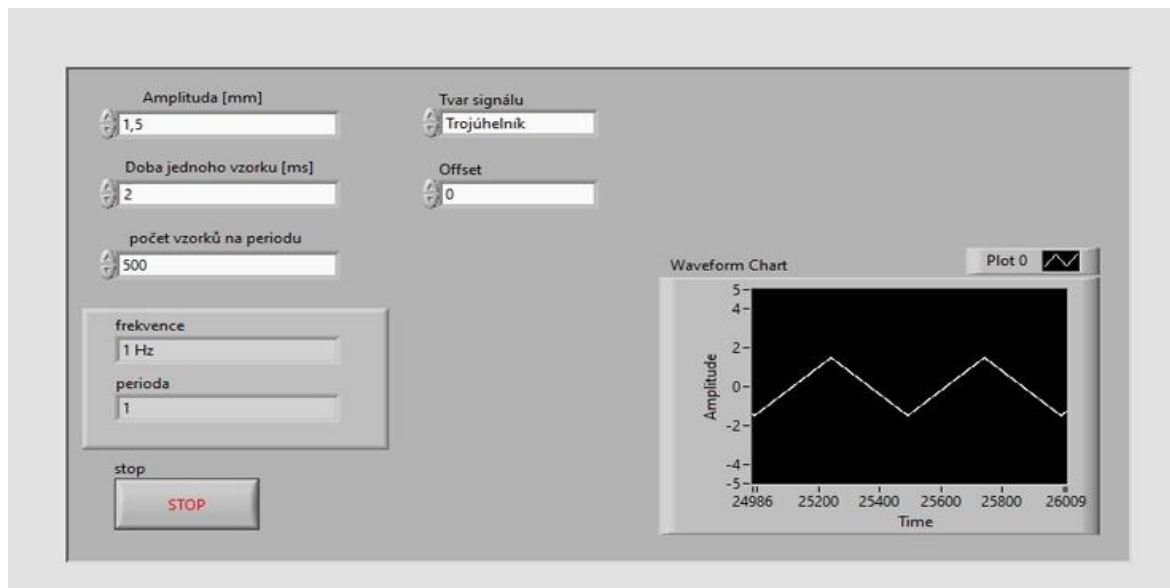 Amplituda [mm]
1,5
Tvar signálu
Trojúhelník
Doba jednoho vzorku [ms]
2
Offset
0
počet vzorků na periodu
500
frekvence
1 Hz
perioda
1
stop
STOP
Waveform Chart
Plot 0
Amplitude
5
4
2
0
-2
-4
-5
24986 25200 25400 25600 25800 26009
Time